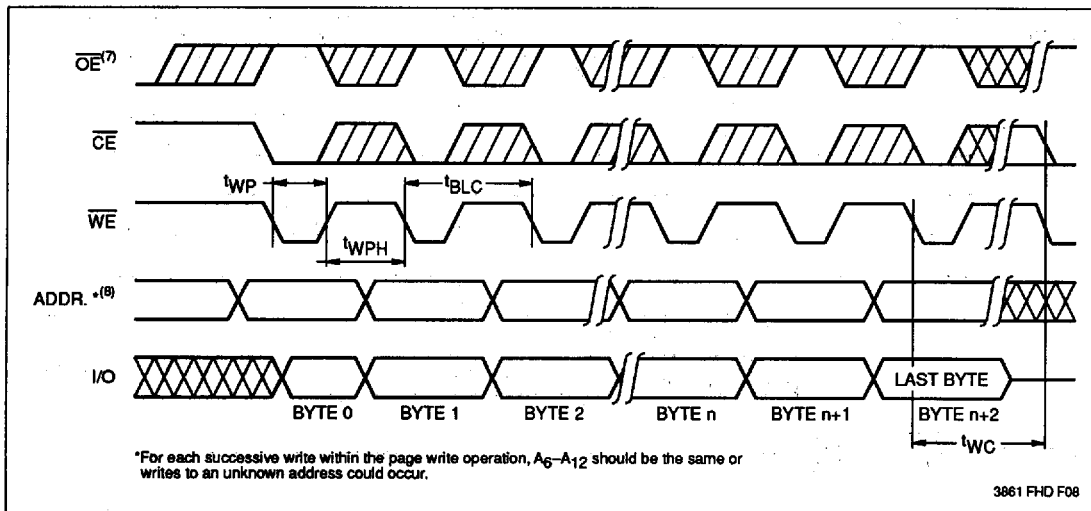 OE(7)
CE
tWP
tBLC
WE
tWPH
ADDR. *(8)
I/O
LAST BYTE
BYTE 0 BYTE 1 BYTE 2 BYTE n BYTE n+1 BYTE n+2
tWC
*For each successive write within the page write operation, A6–A12 should be the same or
writes to an unknown address could occur.
3861 FHD F08